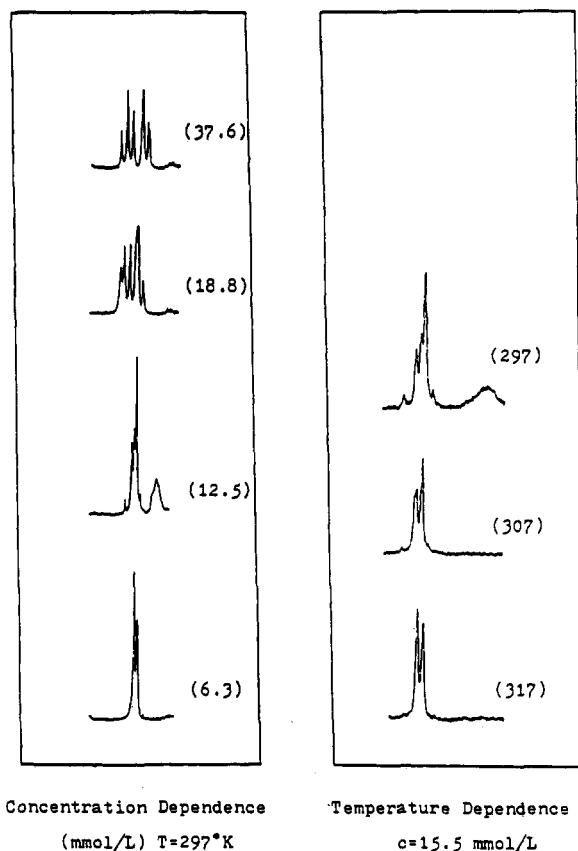 (37.6)
(18.8)
(12.5)
(6.3)
(297)
(307)
(317)
Concentration Dependence
(mmol/L) T=297°K
Temperature Dependence
c=15.5 mmol/L